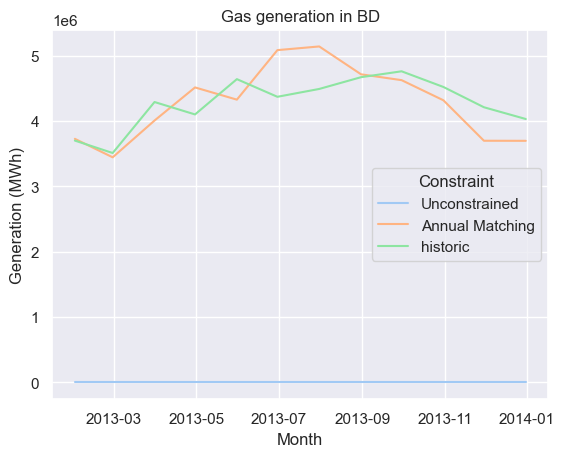 Gas generation in BD
1e6
Generation (MWh)
5
4
3
2
1
0
Constraint
Unconstrained
Annual Matching
historic
2013-03 2013-05 2013-07 2013-09 2013-11 2014-01
Month